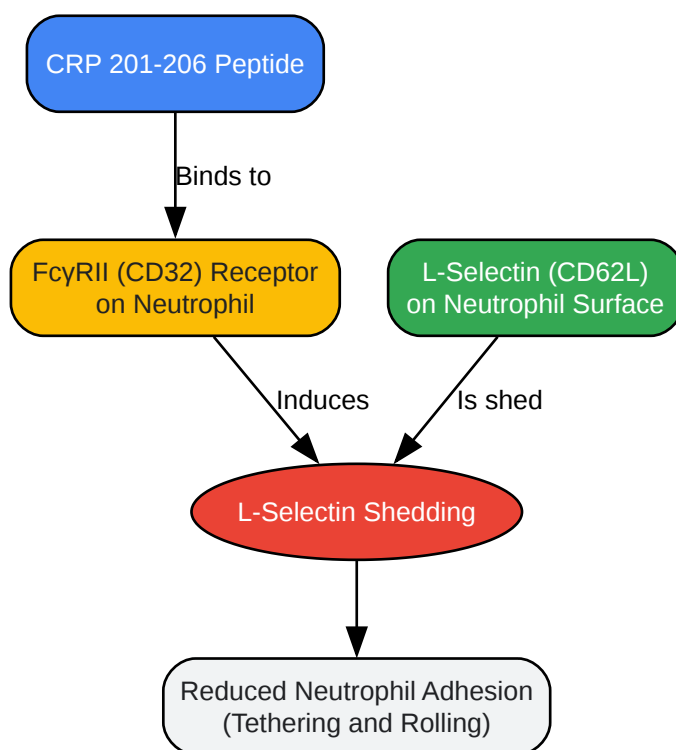 CRP 201-206 Peptide
Binds to
FcγRII (CD32) Receptor
on Neutrophil
L-Selectin (CD62L)
on Neutrophil Surface
Induces
Is shed
L-Selectin Shedding
Reduced Neutrophil Adhesion
(Tethering and Rolling)